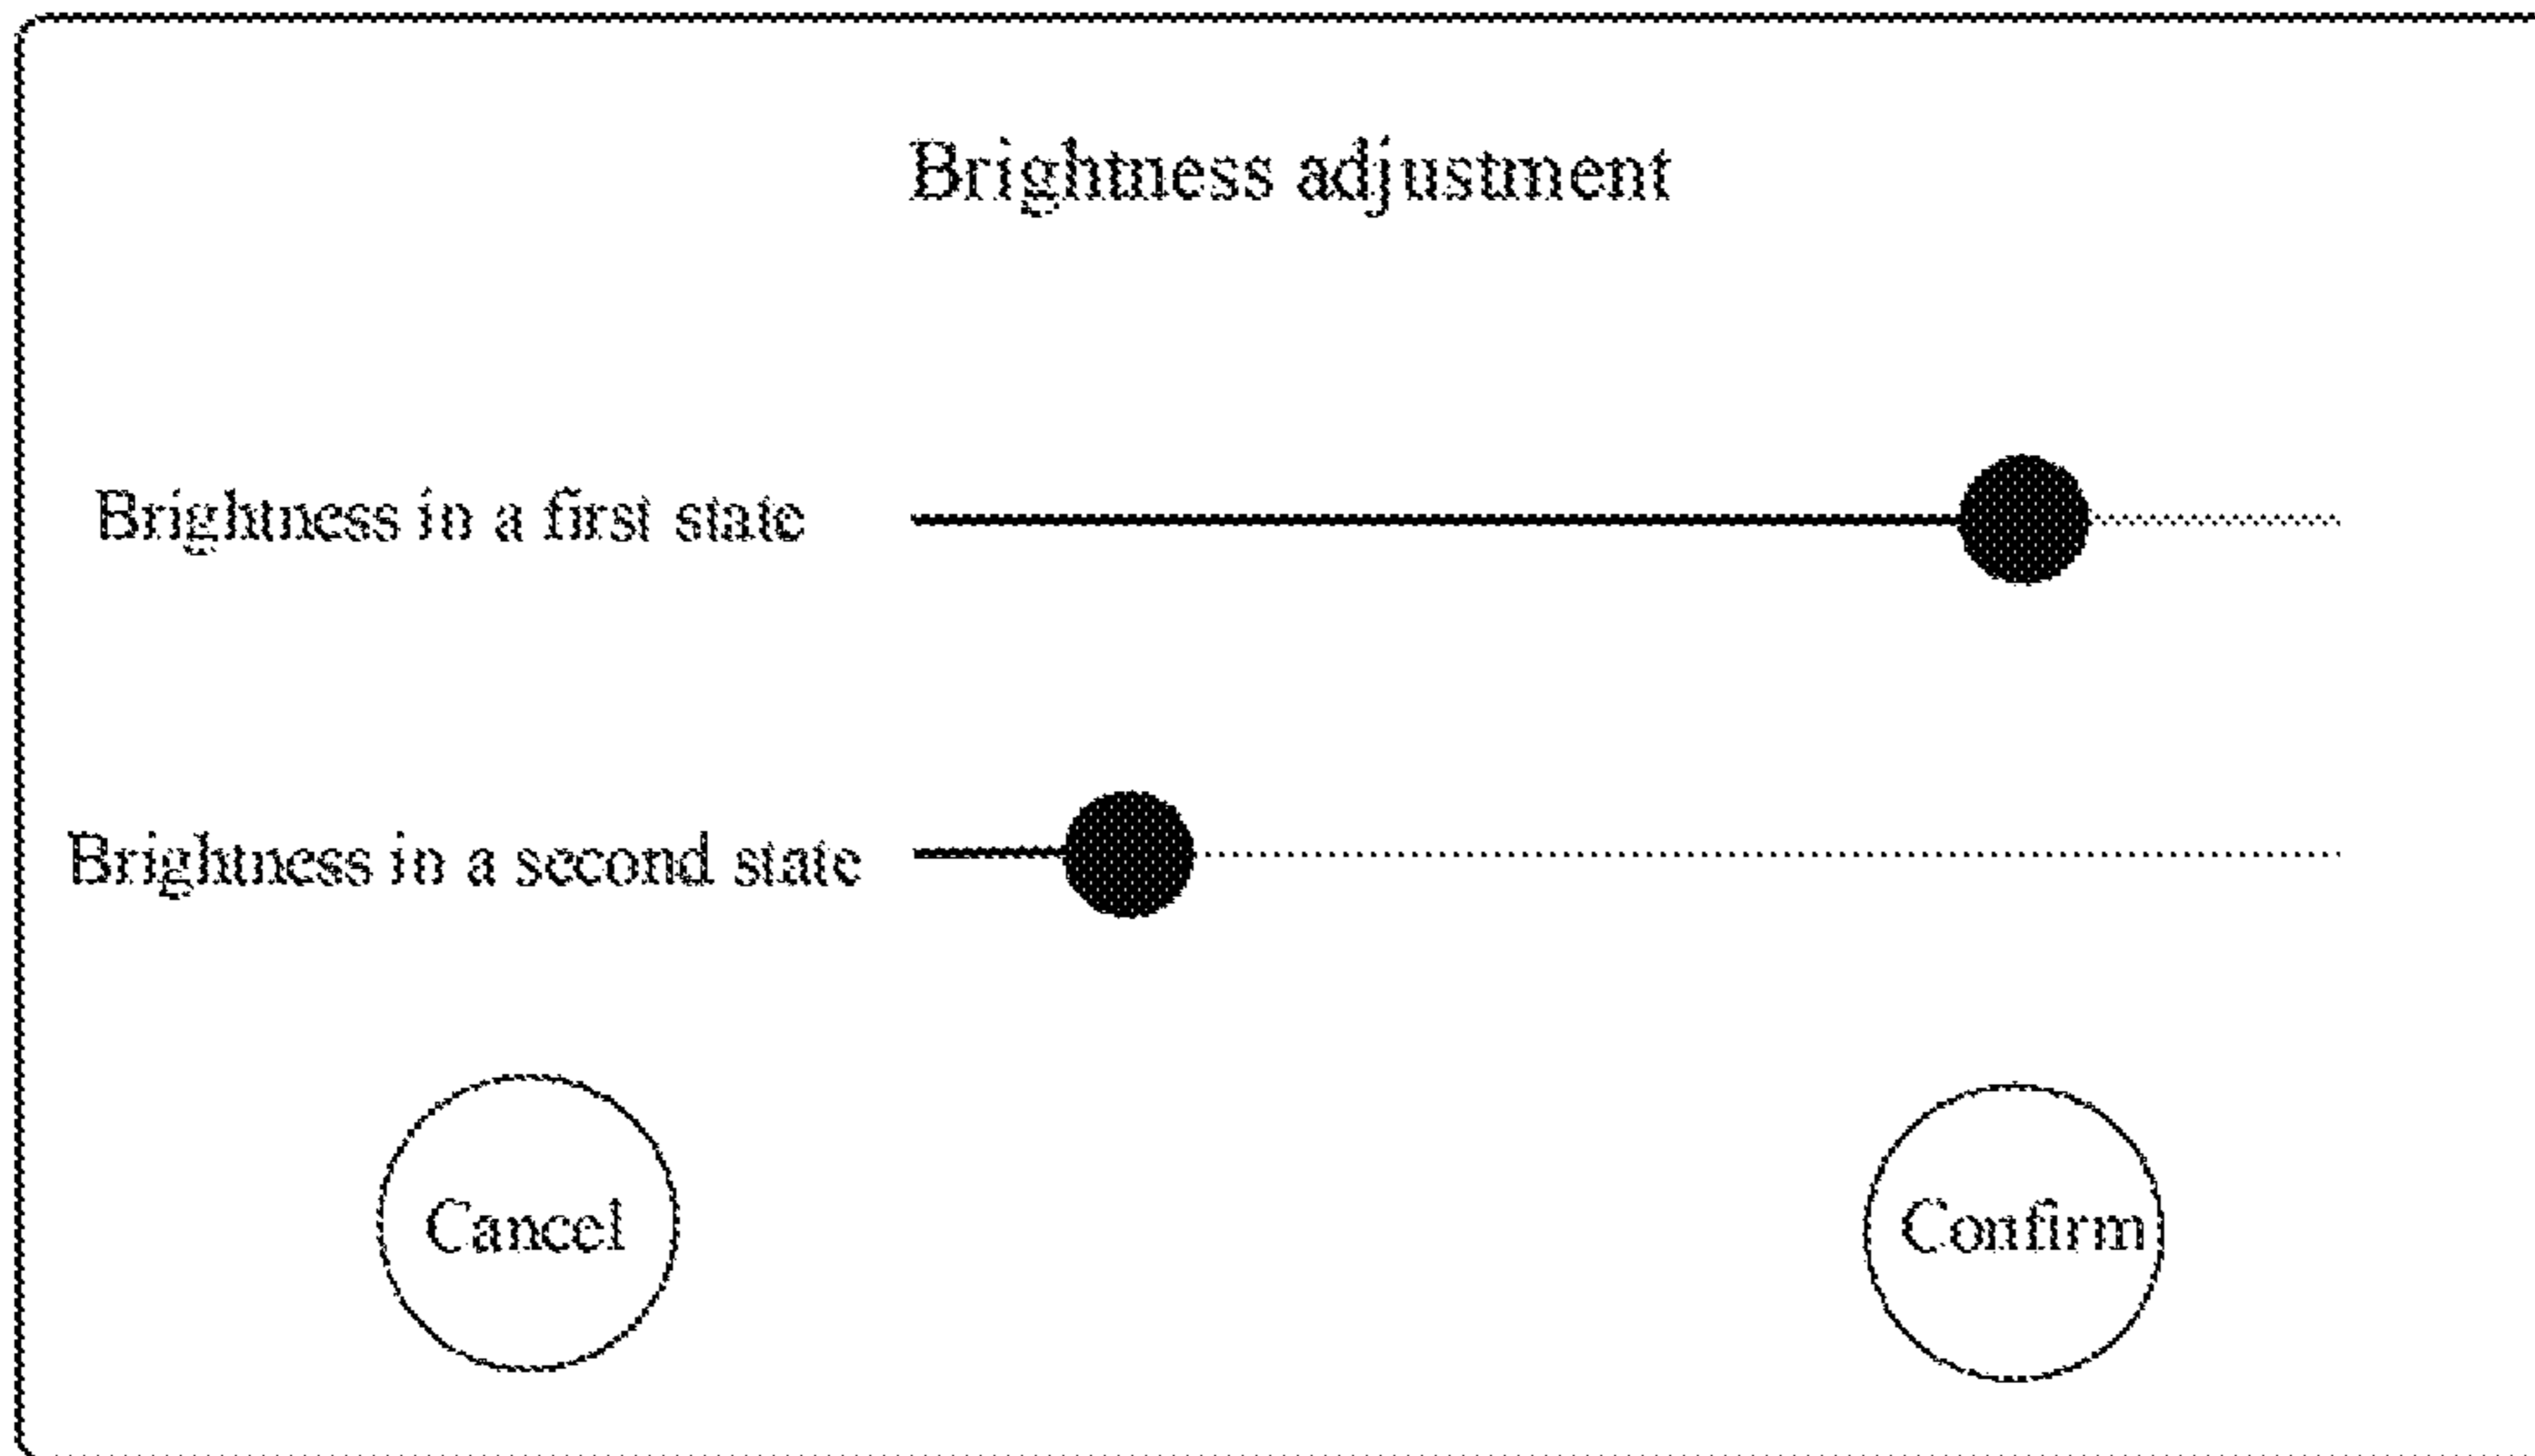 Brightness adjustment
Brightness in a first state
Brightness in a second state
Cancel
Confirm